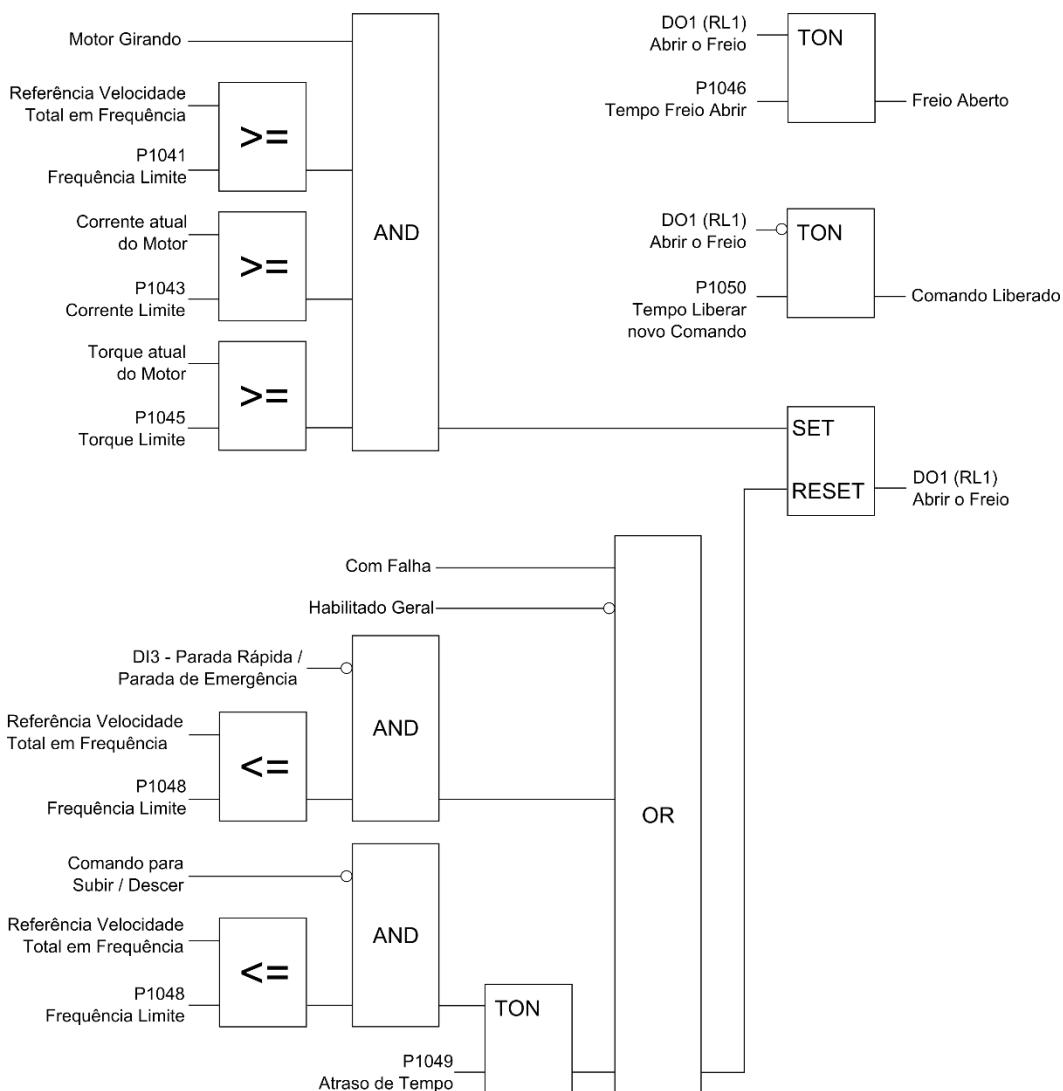 Motor Girando
Referência Velocidade
Total em Frequência
>=
P1041
Frequência Limite
Corrente atual
do Motor
>=
P1043
Corrente Limite
Torque atual
do Motor
>=
P1045
Torque Limite
AND
DO1 (RL1)
Abrir o Freio
TON
P1046
Tempo Freio Abrir
Freio Aberto
DO1 (RL1)
Abrir o Freio
TON
P1050
Tempo Liberar
novo Comando
Comando Liberado
SET
RESET
DO1 (RL1)
Abrir o Freio
Com Falha
Habilitado Geral
DI3 - Parada Rápida /
Parada de Emergência
Referência Velocidade
Total em Frequência
<=
P1048
Frequência Limite
AND
OR
Comando para
Subir / Descer
Referência Velocidade
Total em Frequência
<=
P1048
Frequência Limite
AND
TON
P1049
Atraso de Tempo